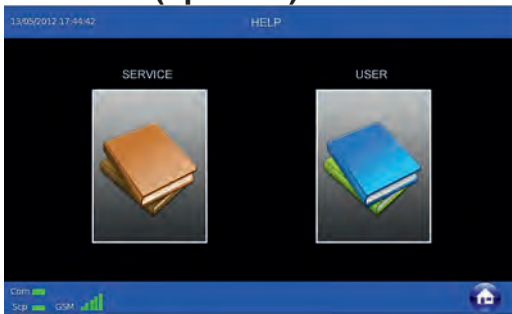 13/05/2012 17:44:42
HELP
SERVICE
USER
Com
Scp GSM